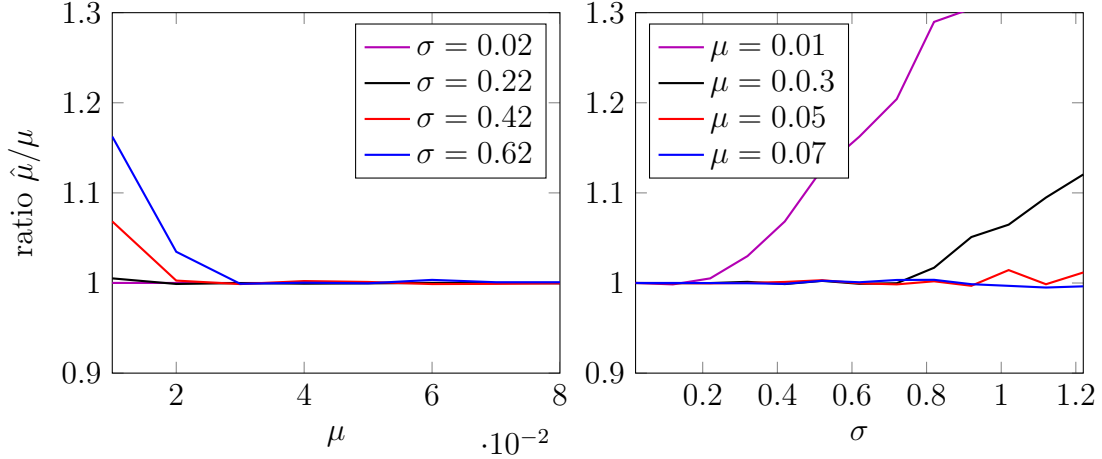 ratio μ̂/μ
1.3
1.2
1.1
1
0.9
2
4
6
8
μ
·10⁻²
σ = 0.02
σ = 0.22
σ = 0.42
σ = 0.62
1.3
1.2
1.1
1
0.9
0.2
0.4
0.6
0.8
1
1.2
σ
μ = 0.01
μ = 0.0.3
μ = 0.05
μ = 0.07